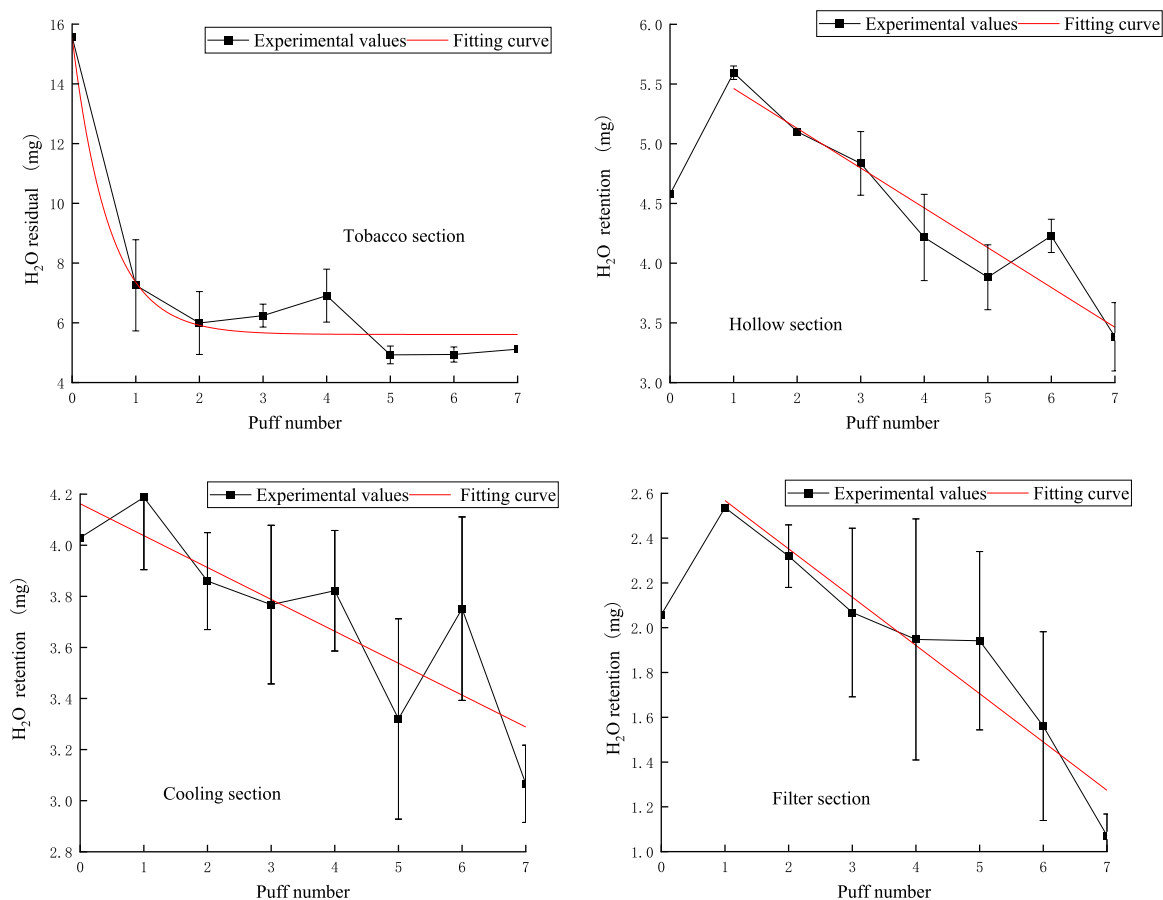 Experimental values Fitting curve
16
14
12
10
8
6
4
H₂O residual (mg)
Tobacco section
0 1 2 3 4 5 6 7
Puff number
Experimental values Fitting curve
6.0
5.5
5.0
4.5
4.0
3.5
3.0
H₂O retention (mg)
Hollow section
0 1 2 3 4 5 6 7
Puff number
Experimental values Fitting curve
4.2
4.0
3.8
3.6
3.4
3.2
3.0
2.8
H₂O retention (mg)
Cooling section
0 1 2 3 4 5 6 7
Puff number
Experimental values Fitting curve
2.6
2.4
2.2
2.0
1.8
1.6
1.4
1.2
1.0
H₂O retention (mg)
Filter section
0 1 2 3 4 5 6 7
Puff number